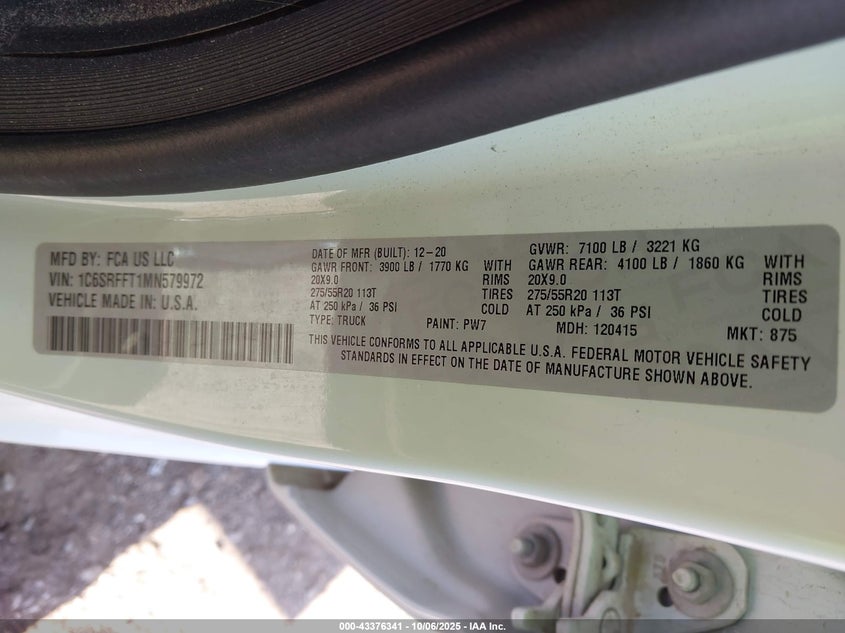 MFD BY: FCA US LLC
VIN: 1C6SRFFT1MN579972
VEHICLE MADE IN: U.S.A.
DATE OF MFR (BUILT): 12-20
GAWR FRONT: 3900 LB / 1770 KG WITH
20X9.0 RIMS
275/55R20 113T TIRES
AT 250 kPa / 36 PSI COLD
TYPE: TRUCK PAINT: PW7
GVWR: 7100 LB / 3221 KG
GAWR REAR: 4100 LB / 1860 KG WITH
20X9.0 RIMS
275/55R20 113T TIRES
AT 250 kPa / 36 PSI COLD
MDH: 120415 MKT: 875
THIS VEHICLE CONFORMS TO ALL APPLICABLE U.S.A. FEDERAL MOTOR VEHICLE SAFETY
STANDARDS IN EFFECT ON THE DATE OF MANUFACTURE SHOWN ABOVE.
000-43376341 - 10/06/2025 - IAA Inc.